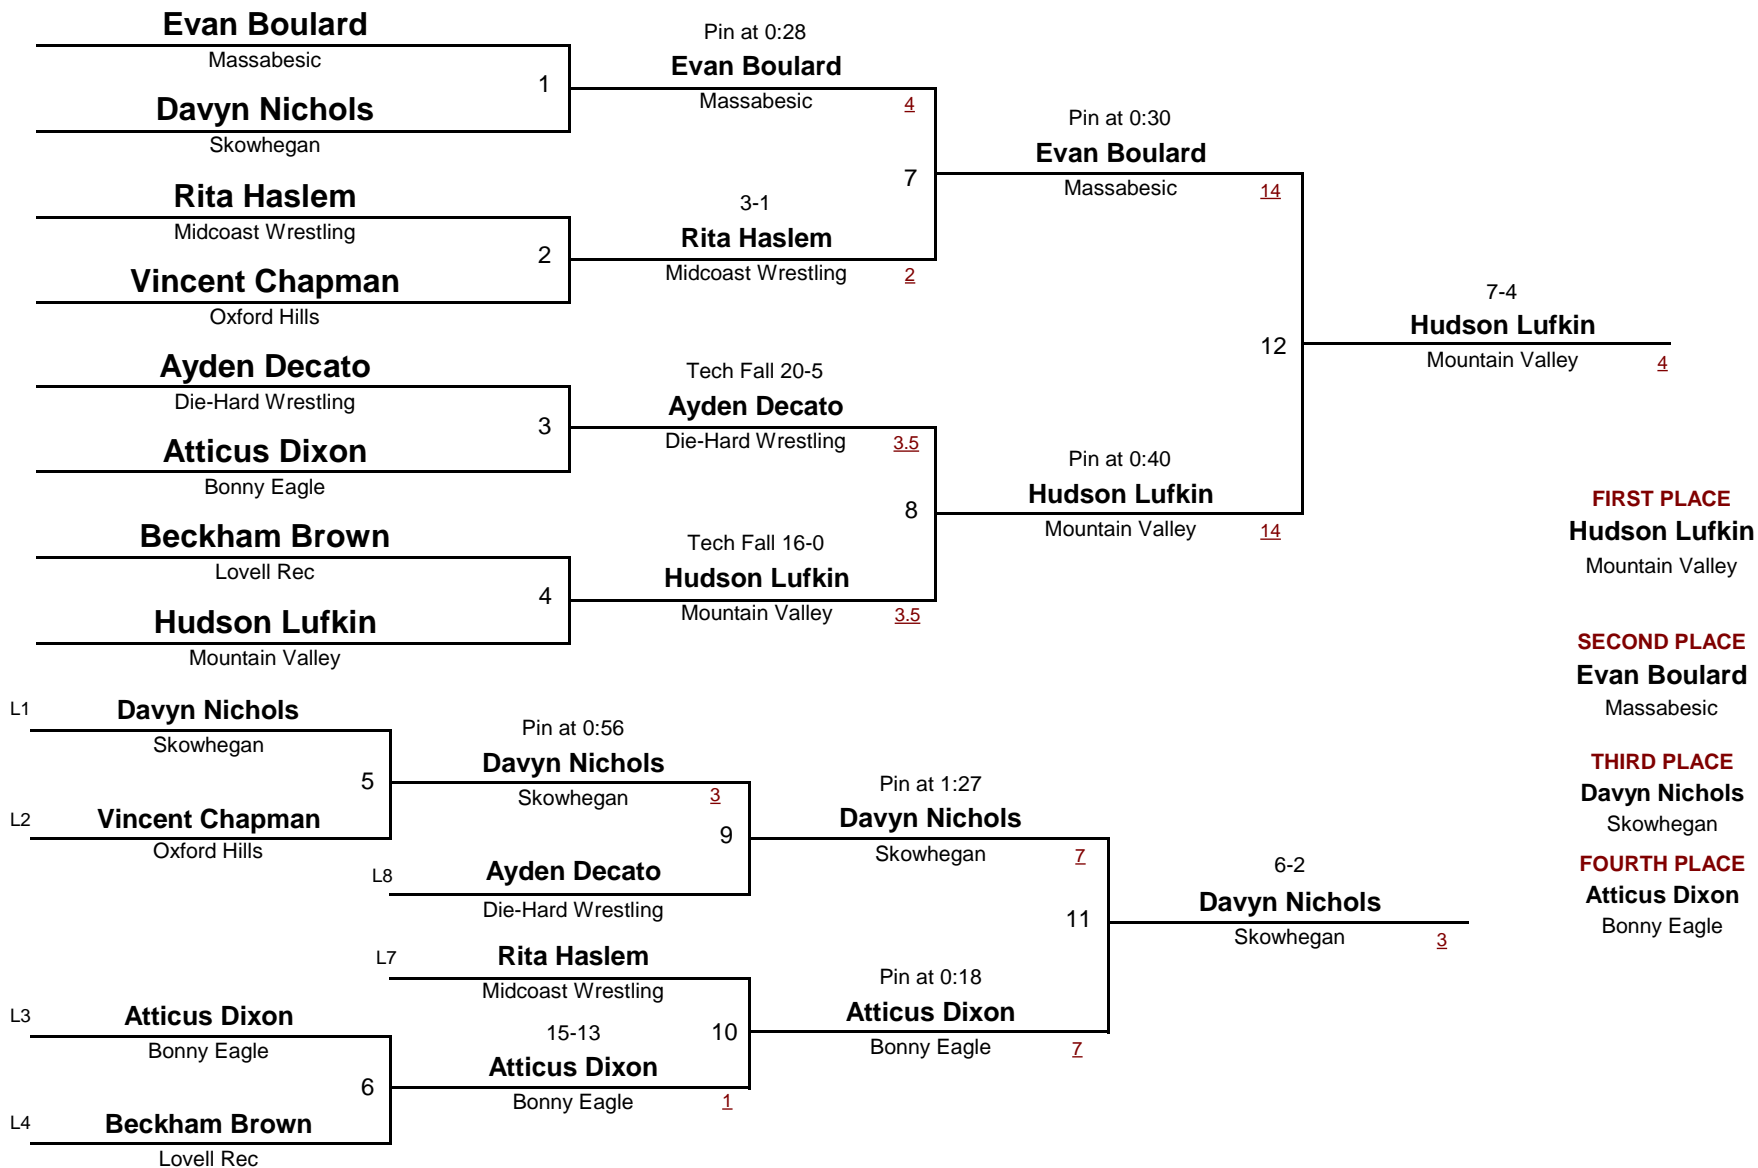 Evan Boulard
Massabesic
1
Davyn Nichols
Skowhegan
Rita Haslem
Midcoast Wrestling
2
Vincent Chapman
Oxford Hills
Ayden Decato
Die-Hard Wrestling
3
Atticus Dixon
Bonny Eagle
Beckham Brown
Lovell Rec
4
Hudson Lufkin
Mountain Valley
Pin at 0:28
Evan Boulard
Massabesic
4
7
3-1
Rita Haslem
Midcoast Wrestling
2
Tech Fall 20-5
Ayden Decato
Die-Hard Wrestling
3.5
8
Tech Fall 16-0
Hudson Lufkin
Mountain Valley
3.5
Pin at 0:30
Evan Boulard
Massabesic
14
12
Pin at 0:40
Hudson Lufkin
Mountain Valley
14
7-4
Hudson Lufkin
Mountain Valley
4
FIRST PLACE
Hudson Lufkin
Mountain Valley
SECOND PLACE
Evan Boulard
Massabesic
THIRD PLACE
Davyn Nichols
Skowhegan
FOURTH PLACE
Atticus Dixon
Bonny Eagle
L1
Davyn Nichols
Skowhegan
5
L2
Vincent Chapman
Oxford Hills
L3
Atticus Dixon
Bonny Eagle
6
L4
Beckham Brown
Lovell Rec
Pin at 0:56
Davyn Nichols
Skowhegan
3
9
L8
Ayden Decato
Die-Hard Wrestling
L7
Rita Haslem
Midcoast Wrestling
10
15-13
Atticus Dixon
Bonny Eagle
1
Pin at 1:27
Davyn Nichols
Skowhegan
7
11
Pin at 0:18
Atticus Dixon
Bonny Eagle
7
6-2
Davyn Nichols
Skowhegan
3